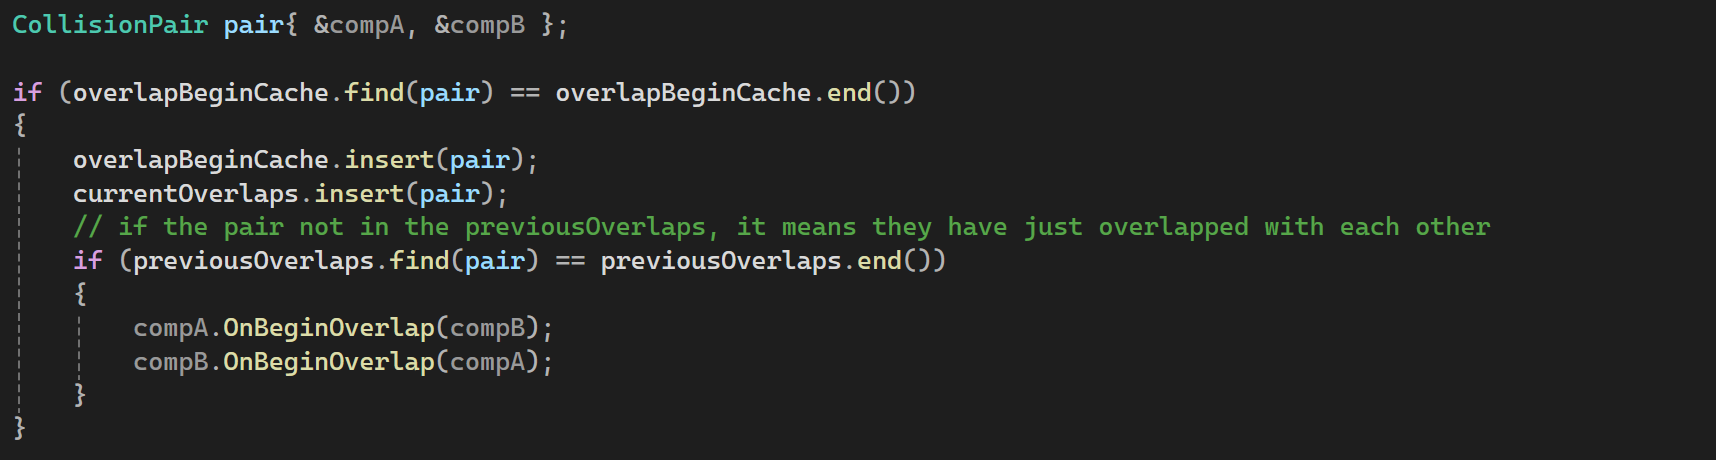 CollisionPair pair{ &compA, &compB };
if (overlapBeginCache.find(pair) == overlapBeginCache.end())
{
overlapBeginCache.insert(pair);
currentOverlaps.insert(pair);
// if the pair not in the previousOverlaps, it means they have just overlapped with each other
if (previousOverlaps.find(pair) == previousOverlaps.end())
{
compA.OnBeginOverlap(compB);
compB.OnBeginOverlap(compA);
}
}